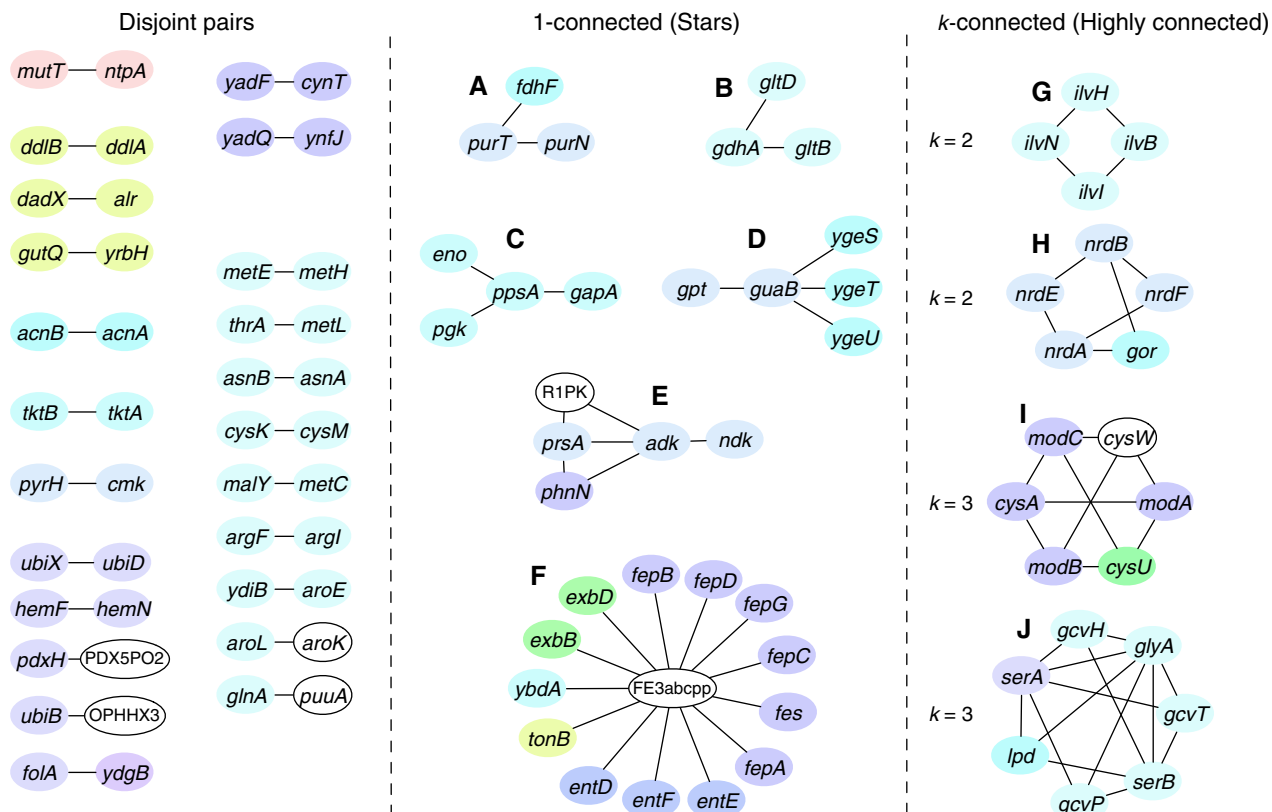 Disjoint pairs
mutT ntpA
ddlB ddlA
dadX alr
gutQ yrbH
acnB acnA
tktB tktA
pyrH cmk
ubiX ubiD
hemF hemN
pdxH PDX5PO2
ubiB OPHHX3
folA ydgB
yadF cynT
yadQ ynfJ
metE metH
thrA metL
asnB asnA
cysK cysM
malY metC
argF argI
ydiB aroE
aroL aroK
glnA puuA
1-connected (Stars)
A
fdhF
purT purN
B
gltD
gdhA gltB
C
eno
ppsA gapA
pgk
D
ygeS
gpt guaB ygeT
ygeU
E
R1PK
prsA adk ndk
phnN
F
fepB
fepD
exbD
fepG
exbB
fepC
ybdA
FE3abcpp
fes
tonB
fepA
entD
entF
entE
k-connected (Highly connected)
G
ilvH
k = 2
ilvN ilvB
ilvI
H
nrdB
k = 2
nrdE nrdF
nrdA gor
I
modC cysW
k = 3
cysA modA
modB cysU
J
gcvH
glyA
serA
k = 3
gcvT
lpd
serB
gcvP